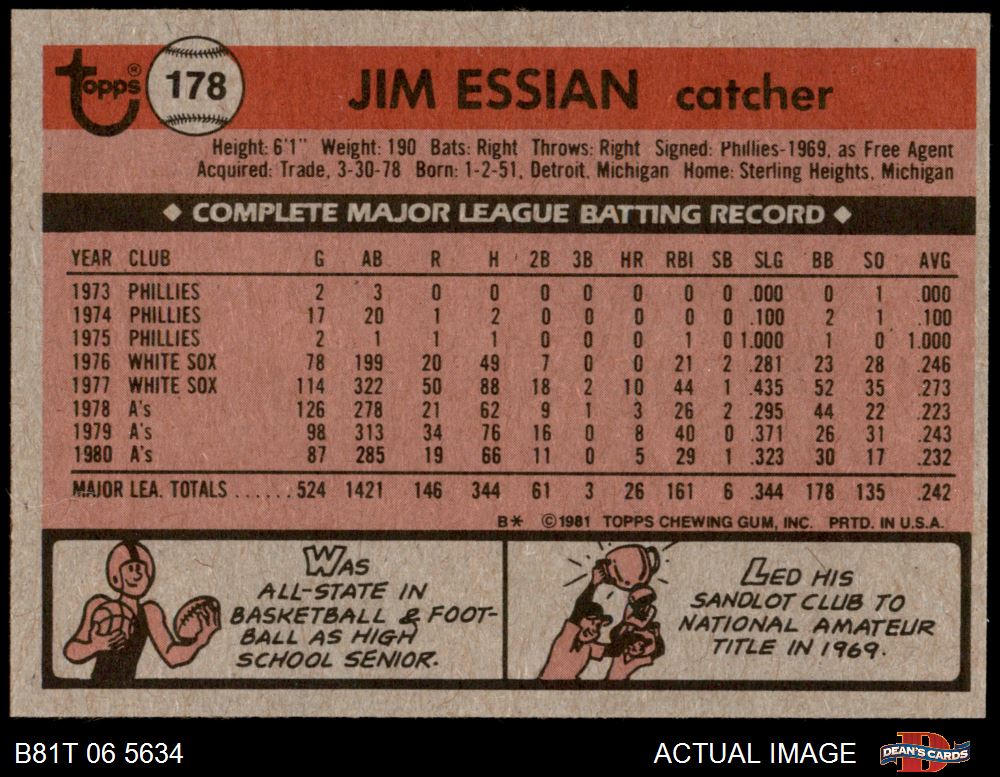 Topps® 178 JIM ESSIAN catcher
Height: 6'1" Weight: 190 Bats: Right Throws: Right Signed: Phillies-1969, as Free Agent
Acquired: Trade, 3-30-78 Born: 1-2-51, Detroit, Michigan Home: Sterling Heights, Michigan
◆ COMPLETE MAJOR LEAGUE BATTING RECORD ◆
YEAR CLUB G AB R H 2B 3B HR RBI SB SLG BB SO AVG
1973 PHILLIES 2 3 0 0 0 0 0 0 0 .000 0 1 .000
1974 PHILLIES 17 20 1 2 0 0 0 0 0 .100 2 1 .100
1975 PHILLIES 2 1 1 1 0 0 0 1 0 1.000 1 0 1.000
1976 WHITE SOX 78 199 20 49 7 0 0 21 2 .281 23 28 .246
1977 WHITE SOX 114 322 50 88 18 2 10 44 1 .435 52 35 .273
1978 A's 126 278 21 62 9 1 3 26 2 .295 44 22 .223
1979 A's 98 313 34 76 16 0 8 40 0 .371 26 31 .243
1980 A's 87 285 19 66 11 0 5 29 1 .323 30 17 .232
MAJOR LEA. TOTALS ......524 1421 146 344 61 3 26 161 6 .344 178 135 .242
B* ©1981 TOPPS CHEWING GUM, INC. PRTD. IN U.S.A.
WAS
ALL-STATE IN
BASKETBALL & FOOT-
BALL AS HIGH
SCHOOL SENIOR.
LED HIS
SANDLOT CLUB TO
NATIONAL AMATEUR
TITLE IN 1969.
B81T 06 5634 ACTUAL IMAGE DEAN'S CARDS